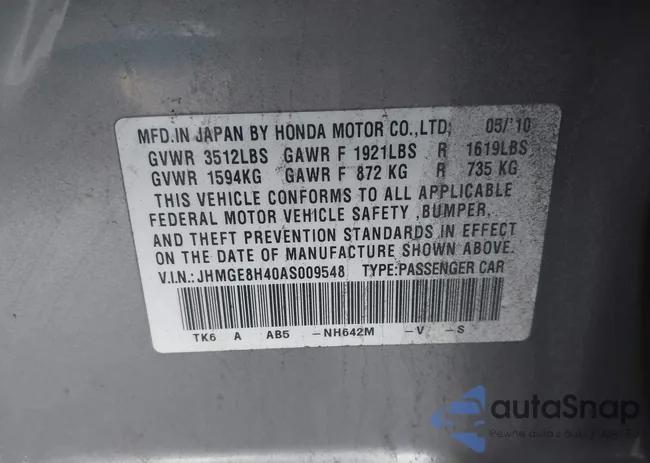 MFD.IN JAPAN BY HONDA MOTOR CO.,LTD; 05/'10
GVWR 3512LBS GAWR F 1921LBS R 1619LBS
GVWR 1594KG GAWR F 872 KG R 735 KG
THIS VEHICLE CONFORMS TO ALL APPLICABLE
FEDERAL MOTOR VEHICLE SAFETY ,BUMPER,
AND THEFT PREVENTION STANDARDS IN EFFECT
ON THE DATE OF MANUFACTURE SHOWN ABOVE.
V.I.N.:JHMGE8H40AS009548 TYPE:PASSENGER CAR
TK6 A AB5 -NH642M -V -S
autoSnap
Pewne auta z